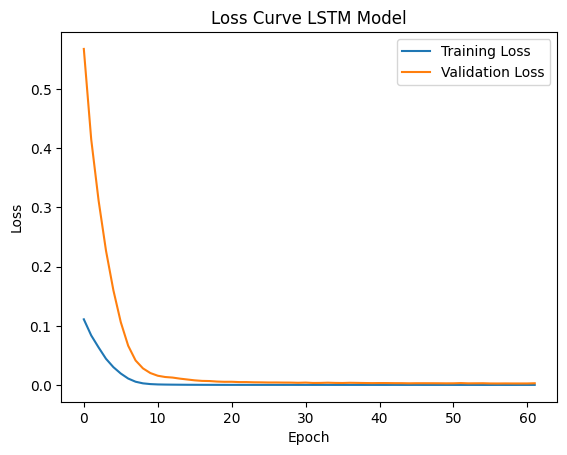 Loss Curve LSTM Model
Training Loss
Validation Loss
0.5
0.4
0.3
0.2
0.1
0.0
Loss
0 10 20 30 40 50 60
Epoch